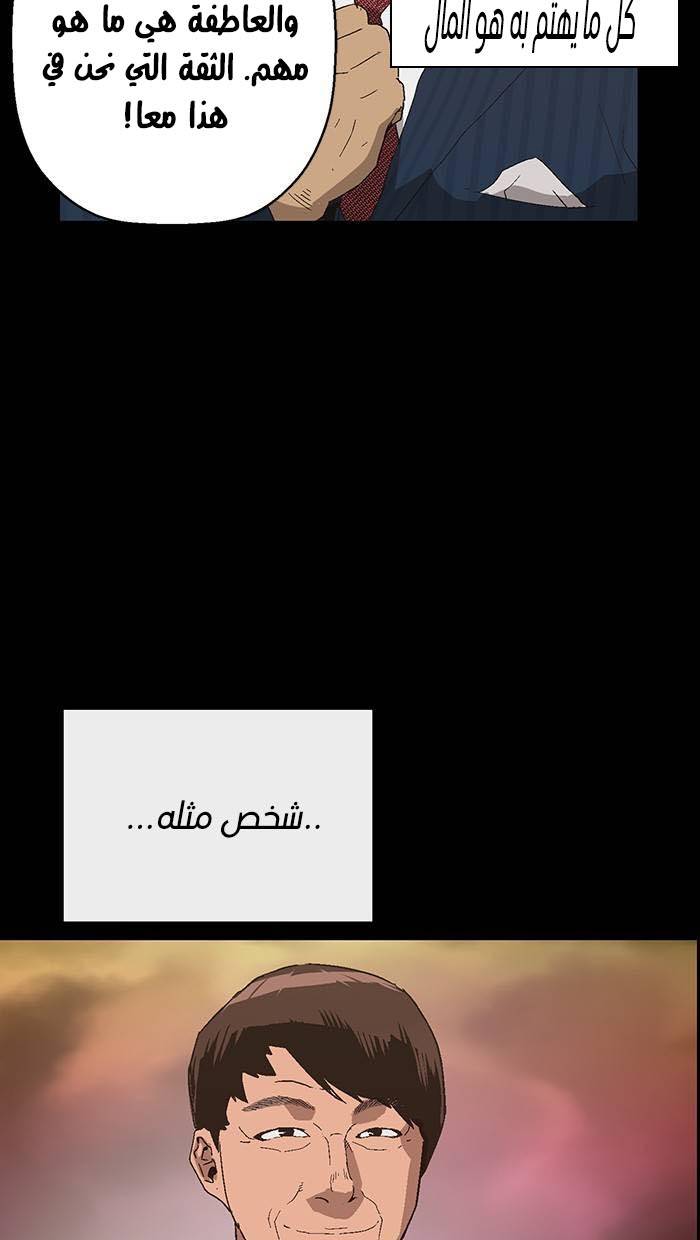 كل ما يهتم به هو المال
والعاطفة هي ما هو
مهم. الثقة التي نحن في
هذا معا!
..شخص مثله...